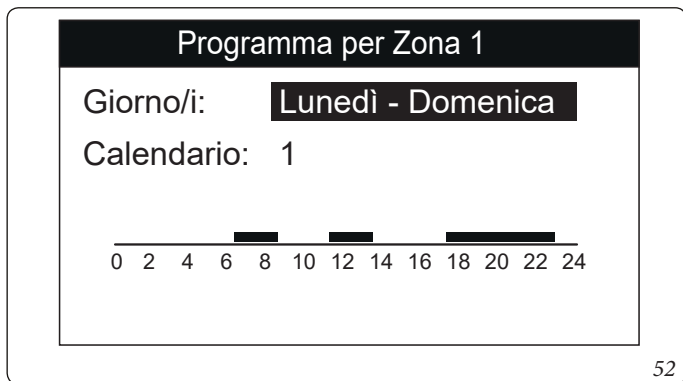 Programma per Zona 1
Giorno/i: Lunedì - Domenica
Calendario: 1
0 2 4 6 8 10 12 14 16 18 20 22 24
52